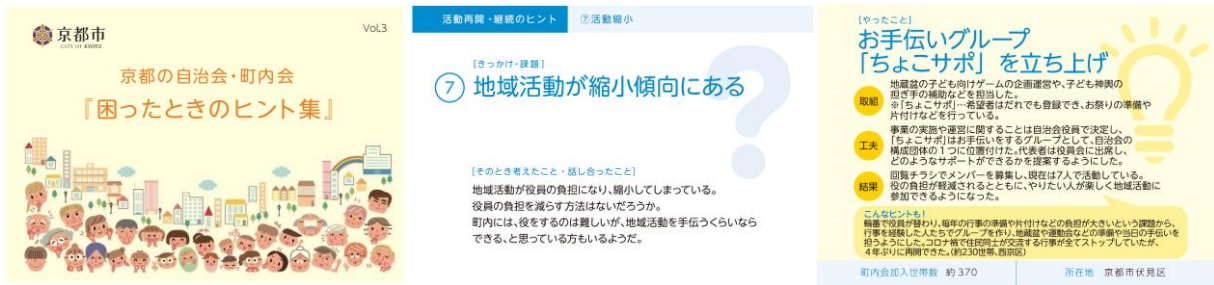 京都市
CITY OF KYOTO
Vol.3
京都の自治会・町内会
『困ったときのヒント集』
活動再開・継続のヒント ⑦活動縮小
[きっかけ・課題]
⑦ 地域活動が縮小傾向にある
?
[そのとき考えたこと・話し合ったこと]
地域活動が役員の負担になり、縮小してしまっている。
役員の負担を減らす方法はないだろうか。
町内には、役をするのは難しいが、地域活動を手伝うくらいなら
できる、と思っている方もいるようだ。
[やったこと]
お手伝いグループ
「ちょこサポ」を立ち上げ
取組
地蔵盆の子ども向けゲームの企画運営や、子ども神輿の
担ぎ手の補助などを担当した。
※「ちょこサポ」…希望者はだれでも登録でき、お祭りの準備や
片付けなどを行っている。
工夫
事業の実施や運営に関することは自治会役員で決定し、
「ちょこサポ」はお手伝いをするグループとして、自治会の
構成団体の1つに位置付けた。代表者は役員会に出席し、
どのようなサポートができるかを提案するようにした。
結果
回覧チラシでメンバーを募集し、現在は7人で活動している。
役の負担が軽減されるとともに、やりたい人が楽しく地域活動に
参加できるようになった。
こんなヒントも!
輪番で役員が替わり、毎年の行事の準備や片付けなどの負担が大きいという課題から、
行事を経験した人たちでグループを作り、地蔵盆や運動会などの準備や当日の手伝いを
担うようにした。コロナ禍で住民同士が交流する行事が全てストップしていたが、
4年ぶりに再開できた。(約230世帯、西京区)
町内会加入世帯数 約370
所在地 京都市伏見区